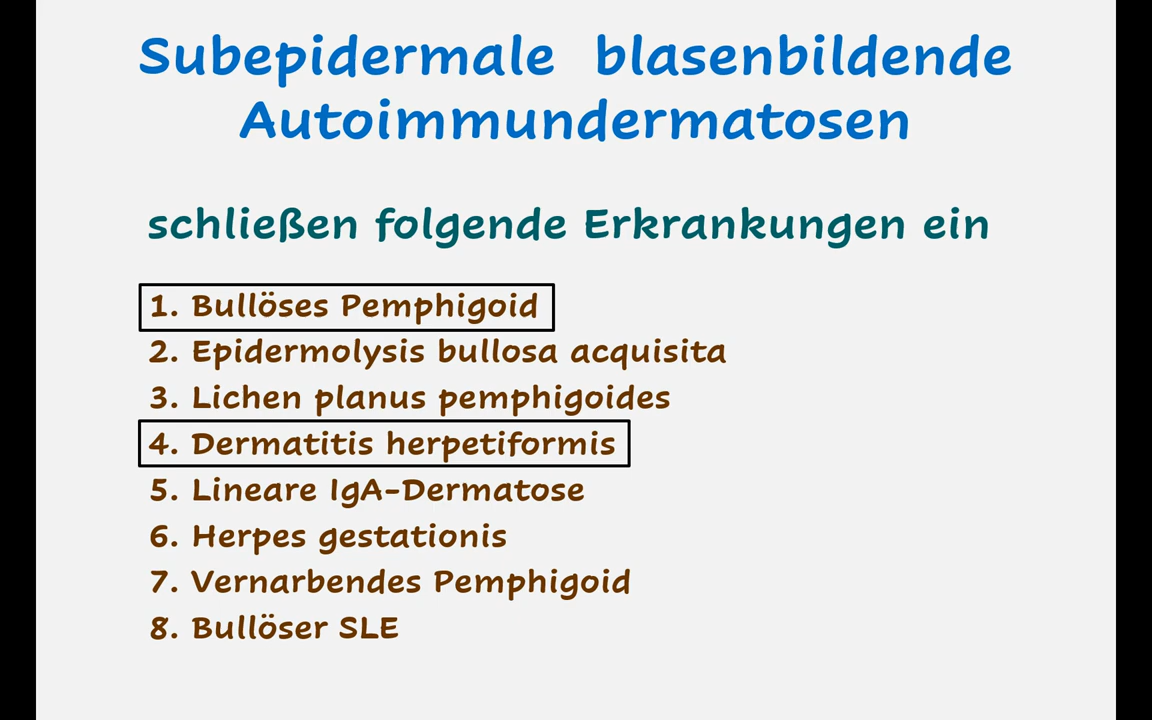 Subepidermale blasenbildende
Autoimmundermatosen
schließen folgende Erkrankungen ein
1. Bullöses Pemphigoid
2. Epidermolysis bullosa acquisita
3. Lichen planus pemphigoides
4. Dermatitis herpetiformis
5. Lineare IgA-Dermatose
6. Herpes gestationis
7. Vernarbendes Pemphigoid
8. Bullöser SLE